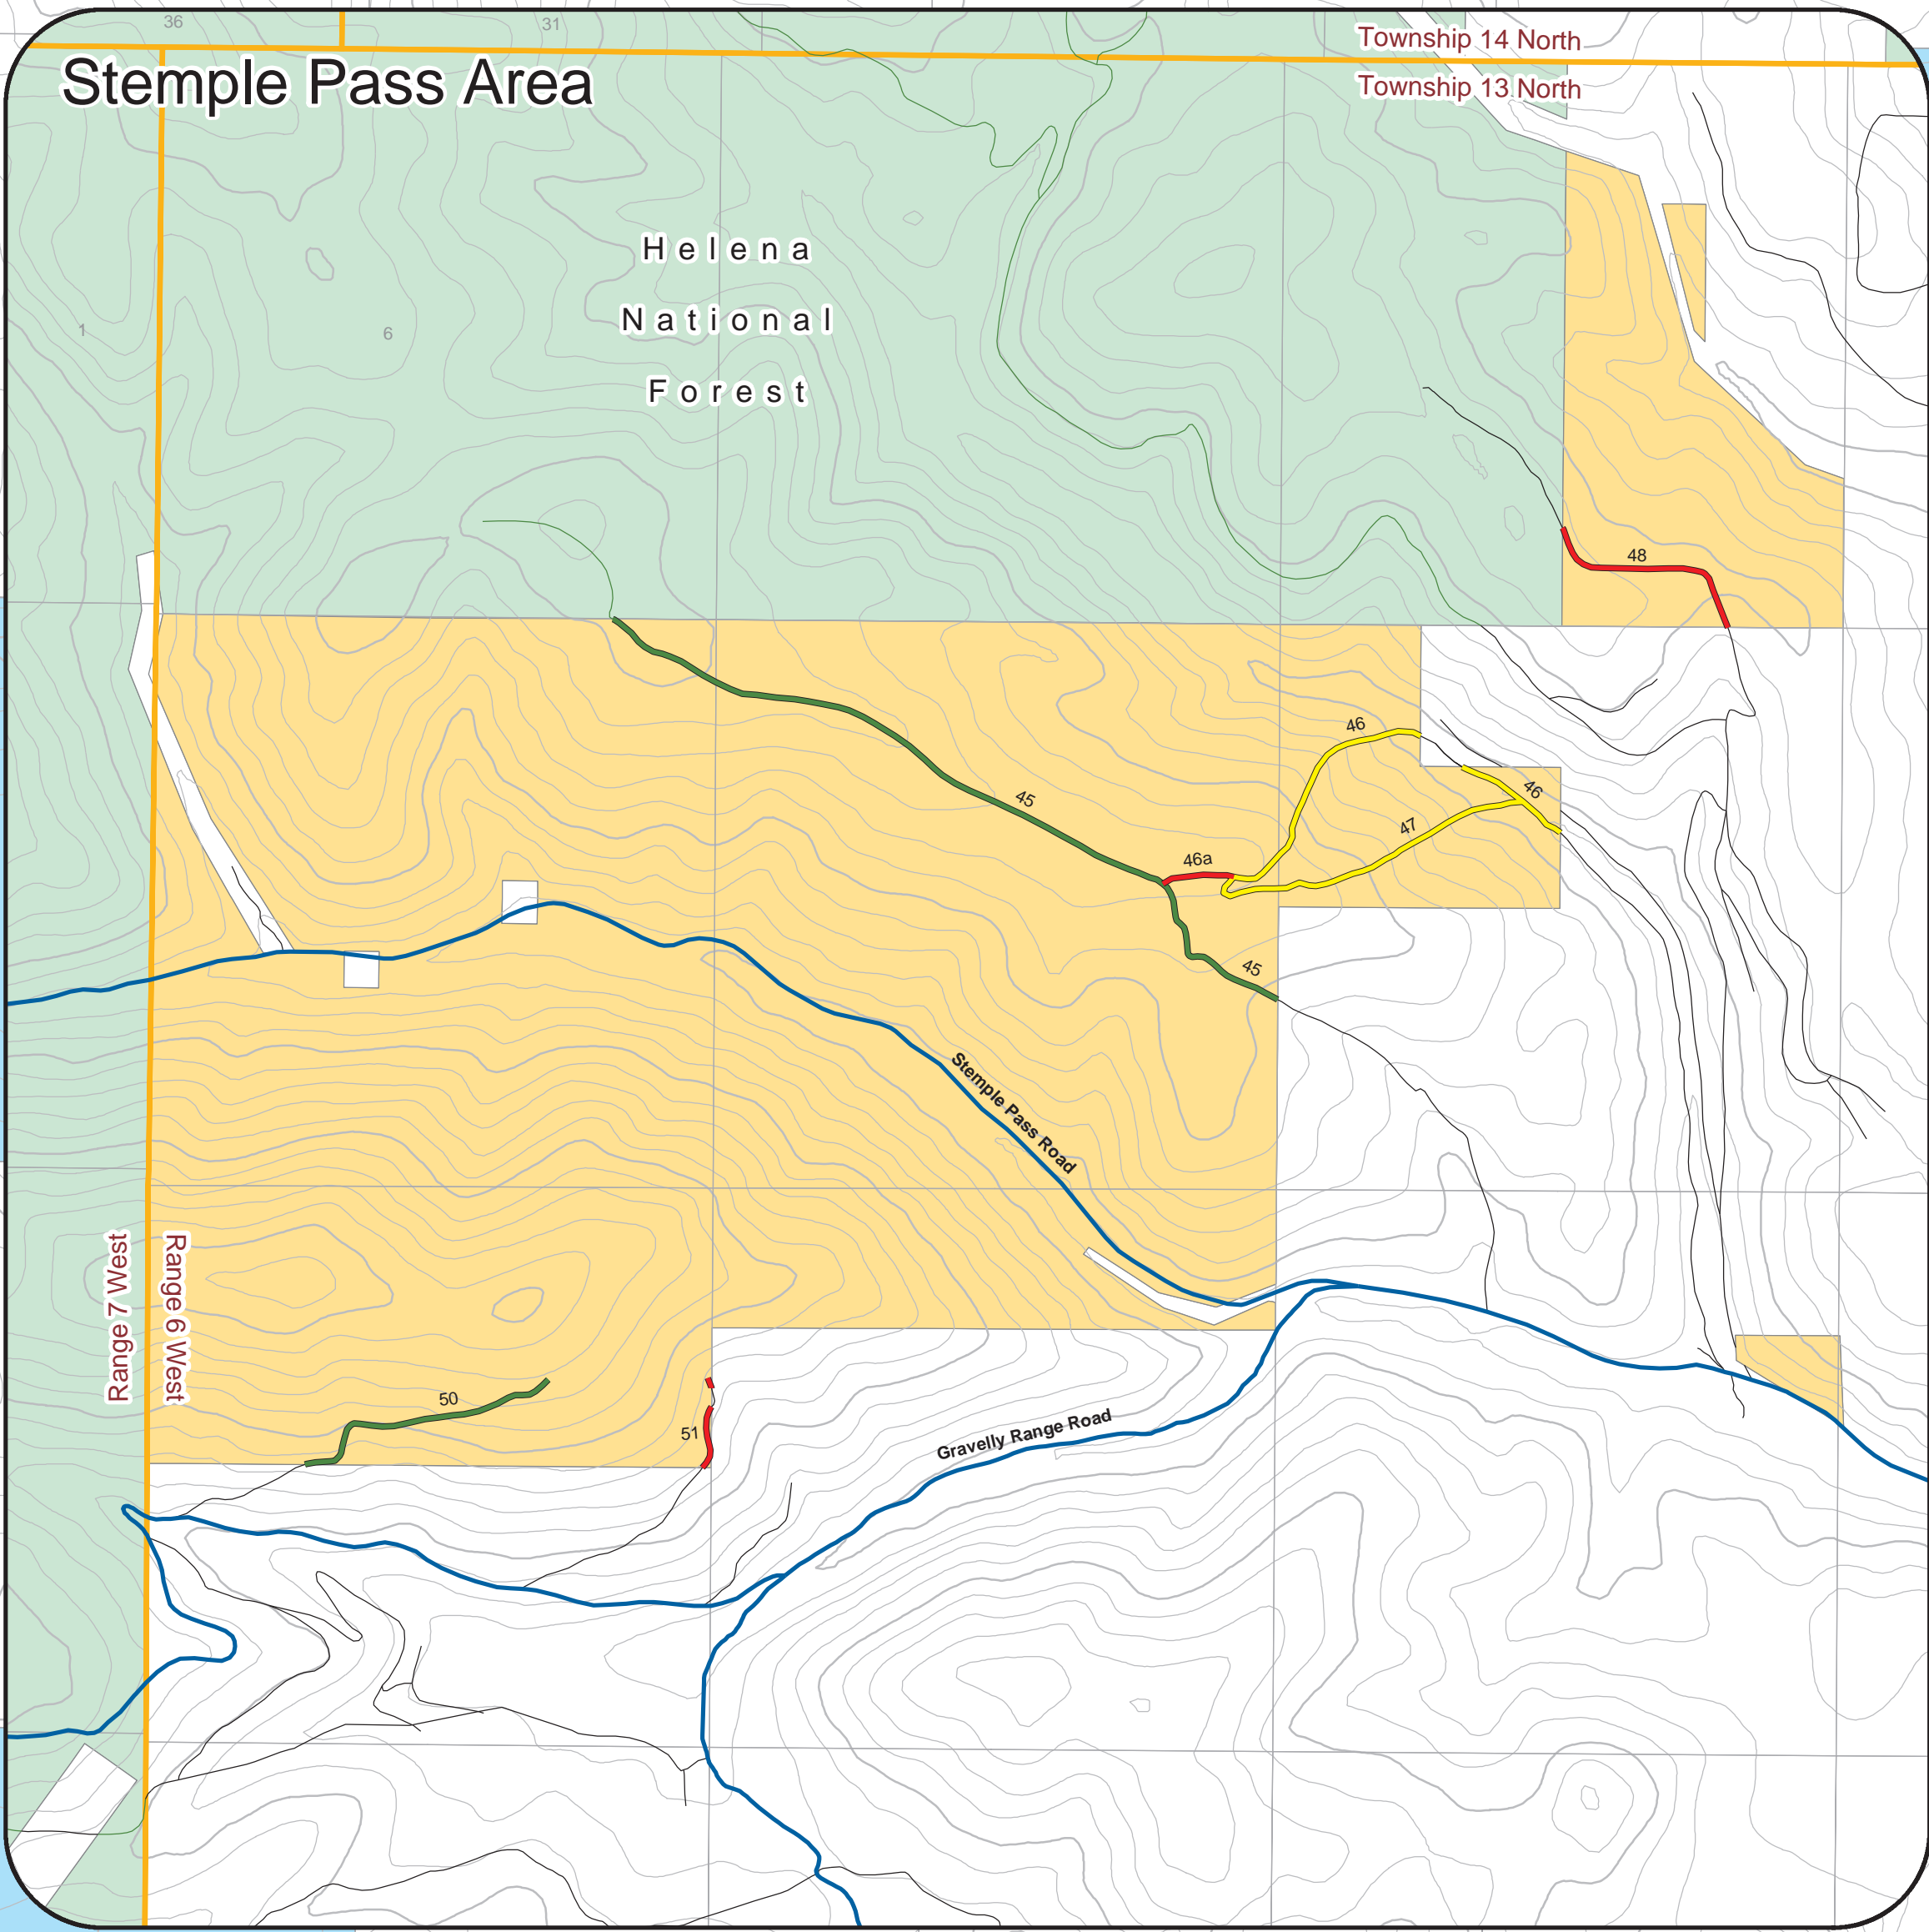 36
31
Township 14 North
Stemple Pass Area
Township 13 North
Helena
National
Forest
1
6
48
46
45
46
47
46a
45
Stemple Pass Road
Range 7 West
Range 6 West
50
51
Gravelly Range Road